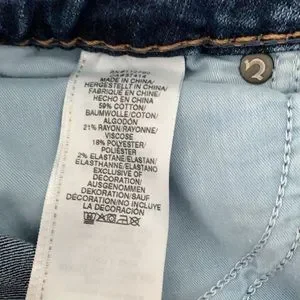 MADE IN CHINA/
HERGESTELLT IN CHINA/
FABRIQUÉ EN CHINE/
HECHO EN CHINA
59% COTTON/
BAUMWOLLE/COTON/
ALGODÓN
21% RAYON/RAYONNE/
VISCOSE
18% POLYESTER/
POLIÉSTER
2% ELASTANE/ELASTAN/
ELASTHANNE/ELASTANO
EXCLUSIVE OF
DECORATION/
AUSGENOMMEN
DEKORATION/SAUF
DÉCORATION/NO INCLUYE
LA DECORACIÓN